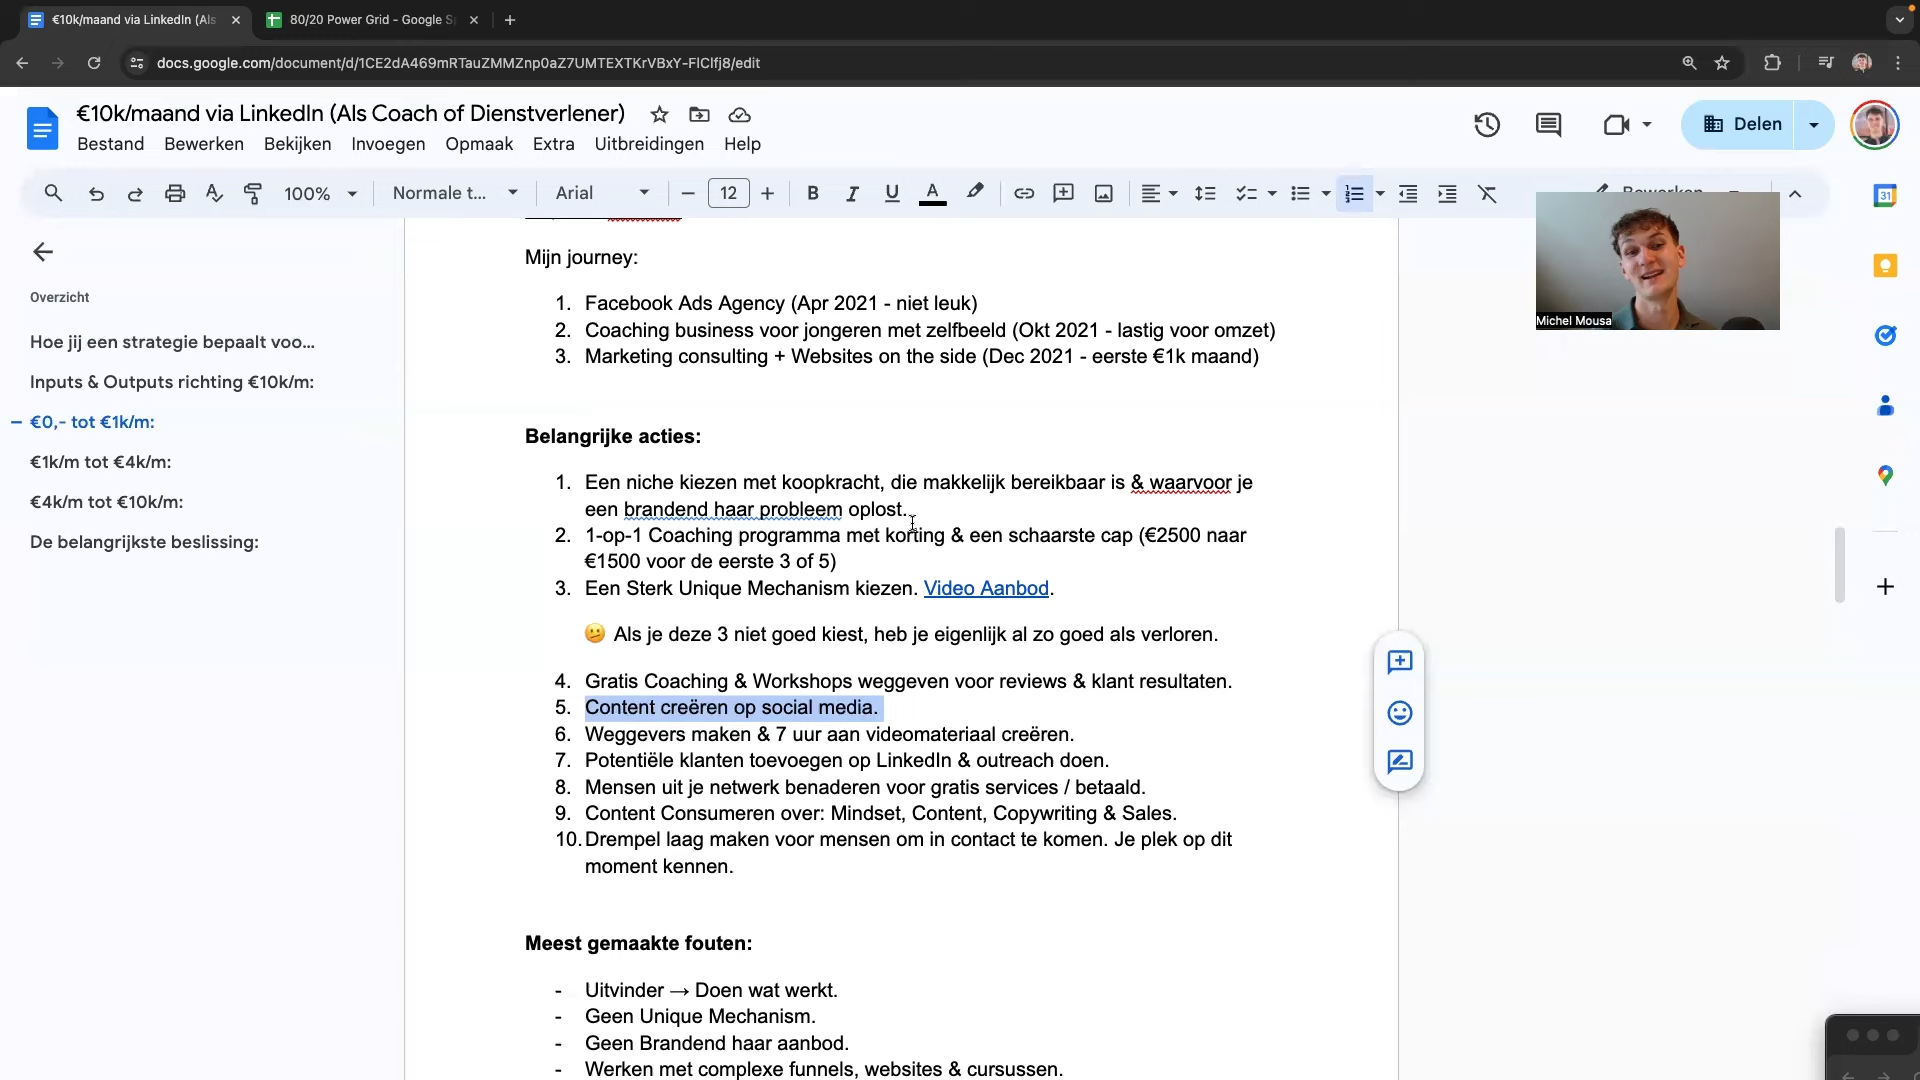 €10k/maand via LinkedIn (Als
80/20 Power Grid - Google S
docs.google.com/document/d/1CE2dA469mRTauZMMZnp0aZ7UMTEXTKrVBxY-FlClfj8/edit
€10k/maand via LinkedIn (Als Coach of Dienstverlener)
Bestand Bewerken Bekijken Invoegen Opmaak Extra Uitbreidingen Help
Delen
100% Normale t... Arial 12 Bewerken
Overzicht
Hoe jij een strategie bepaalt voo...
Inputs & Outputs richting €10k/m:
€0,- tot €1k/m:
€1k/m tot €4k/m:
€4k/m tot €10k/m:
De belangrijkste beslissing:
Mijn journey:
1. Facebook Ads Agency (Apr 2021 - niet leuk)
2. Coaching business voor jongeren met zelfbeeld (Okt 2021 - lastig voor omzet)
3. Marketing consulting + Websites on the side (Dec 2021 - eerste €1k maand)
Belangrijke acties:
1. Een niche kiezen met koopkracht, die makkelijk bereikbaar is & waarvoor je
een brandend haar probleem oplost.
2. 1-op-1 Coaching programma met korting & een schaarste cap (€2500 naar
€1500 voor de eerste 3 of 5)
3. Een Sterk Unique Mechanism kiezen. Video Aanbod.
🫤 Als je deze 3 niet goed kiest, heb je eigenlijk al zo goed als verloren.
4. Gratis Coaching & Workshops weggeven voor reviews & klant resultaten.
5. Content creëren op social media.
6. Weggevers maken & 7 uur aan videomateriaal creëren.
7. Potentiële klanten toevoegen op LinkedIn & outreach doen.
8. Mensen uit je netwerk benaderen voor gratis services / betaald.
9. Content Consumeren over: Mindset, Content, Copywriting & Sales.
10. Drempel laag maken voor mensen om in contact te komen. Je plek op dit
moment kennen.
Meest gemaakte fouten:
- Uitvinder → Doen wat werkt.
- Geen Unique Mechanism.
- Geen Brandend haar aanbod.
- Werken met complexe funnels, websites & cursussen.
Michel Mousa
31